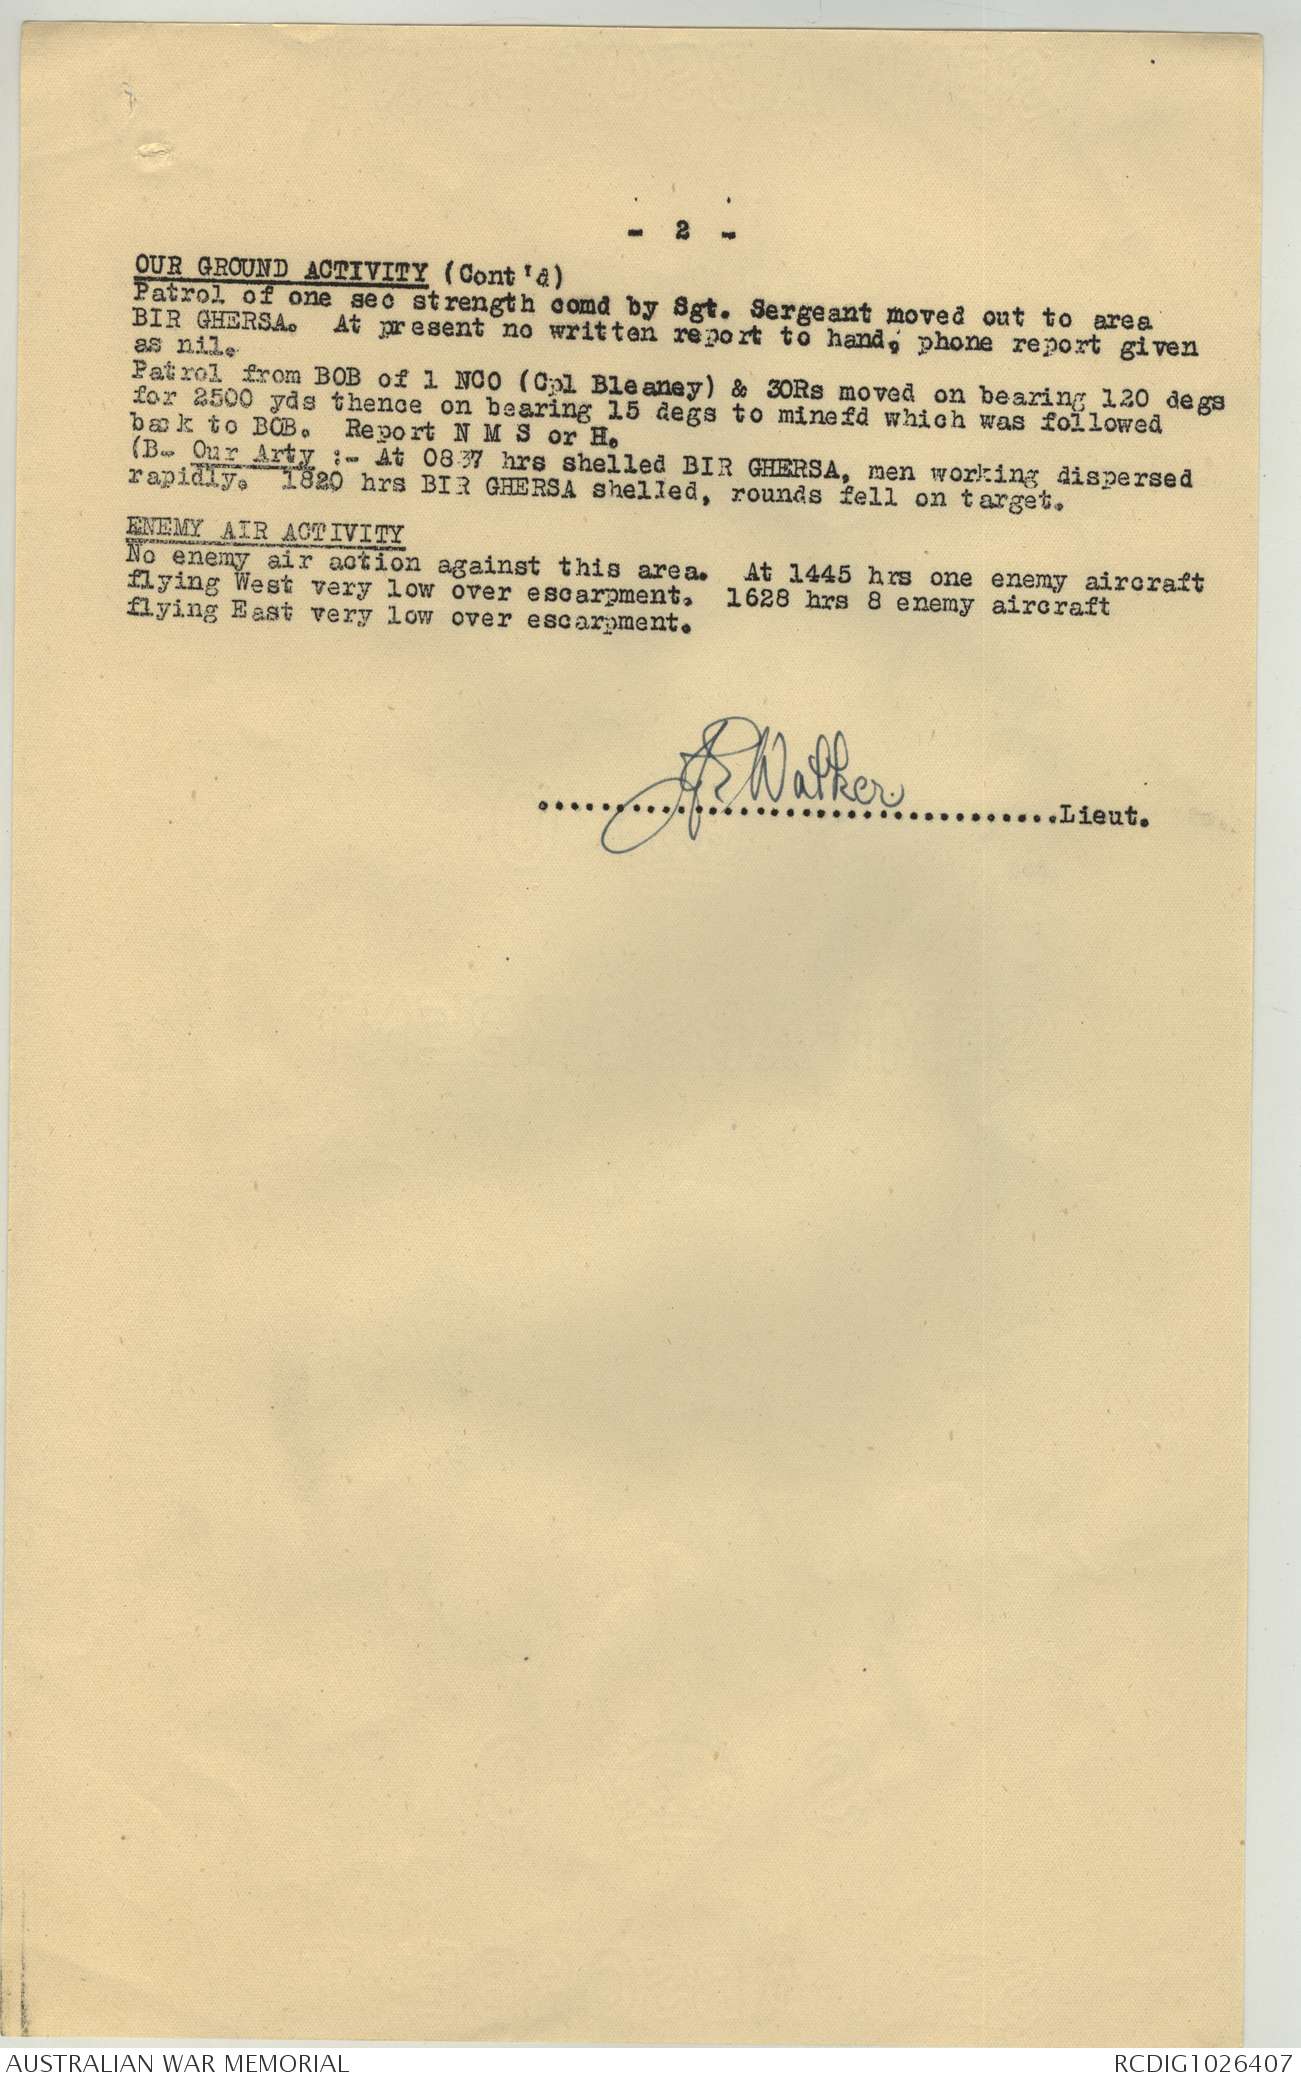 - 2 -
OUR GROUND ACTIVITY (Cont'd)
Patrol of one sec strength comd by Sgt. Sergeant moved out to area
BIR GHERSA. At present no written report to hand; phone report given
as nil.
Patrol from BOB of 1 NCO (Cpl Bleaney) & 3ORs moved on bearing 120 degs
for 2500 yds thence on bearing 15 degs to minefd which was followed
back to BOB. Report N M S or H.
(B- Our Arty :- At 0837 hrs shelled BIR GHERSA, men working dispersed
rapidly. 1820 hrs BIR GHERSA shelled, rounds fell on target.
ENEMY AIR ACTIVITY
No enemy air action against this area. At 1445 hrs one enemy aircraft
flying West very low over escarpment. 1628 hrs 8 enemy aircraft
flying East very low over escarpment.
Walker
..............................Lieut.
AUSTRALIAN WAR MEMORIAL
RCDIG1026407